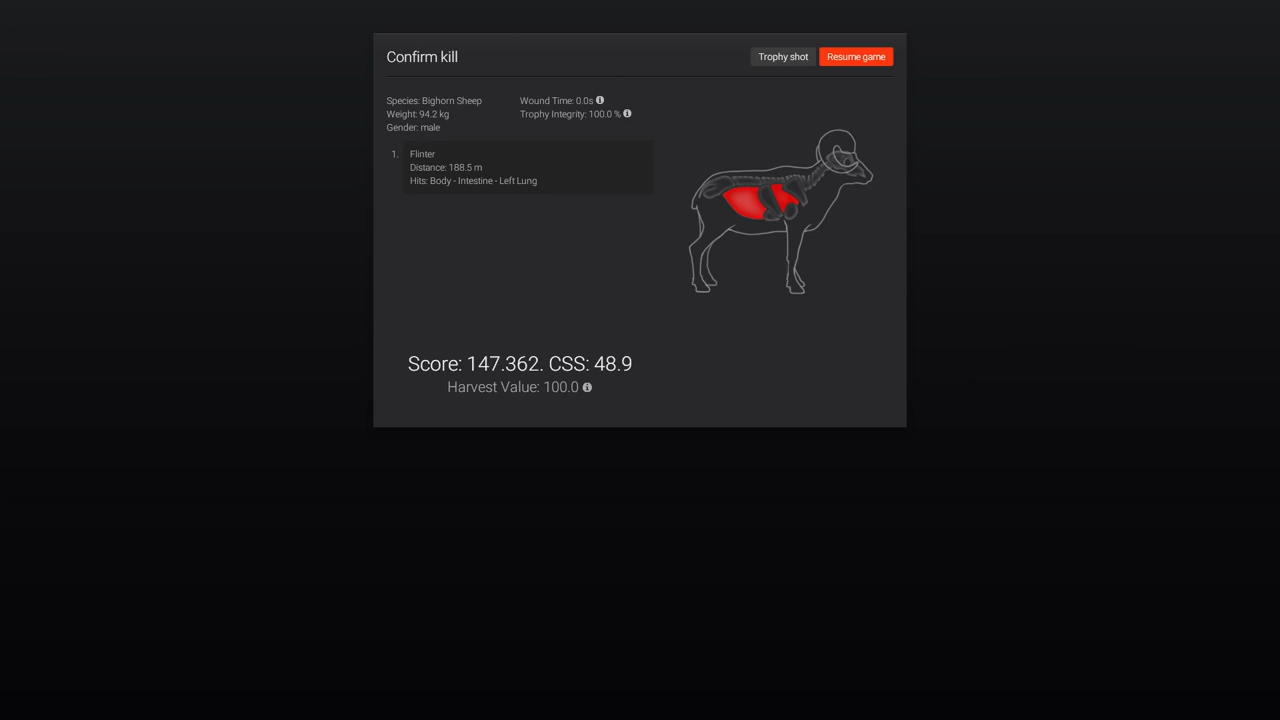 Confirm kill
Trophy shot
Resume game
Species: Bighorn Sheep
Weight: 94.2 kg
Gender: male
Wound Time: 0.0s
Trophy Integrity: 100.0 %
1.
Flinter
Distance: 188.5 m
Hits: Body - Intestine - Left Lung
Score: 147.362. CSS: 48.9
Harvest Value: 100.0